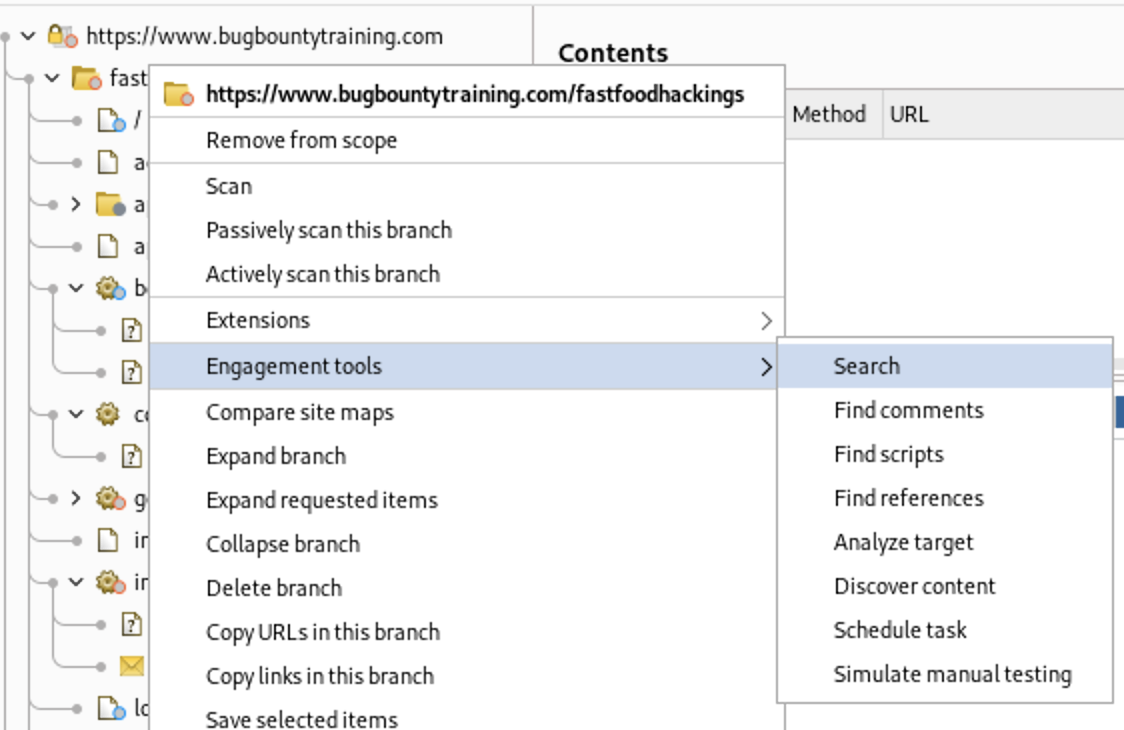 https://www.bugbountytraining.com
Contents
fast
https://www.bugbountytraining.com/fastfoodhackings
Method URL
/
Remove from scope
a
Scan
a
Passively scan this branch
a
Actively scan this branch
b
Extensions
?
Engagement tools
Search
?
Compare site maps
Find comments
Expand branch
Find scripts
?
Expand requested items
Find references
g
Collapse branch
Analyze target
Delete branch
Discover content
Copy URLs in this branch
Schedule task
?
Copy links in this branch
Simulate manual testing
Save selected items